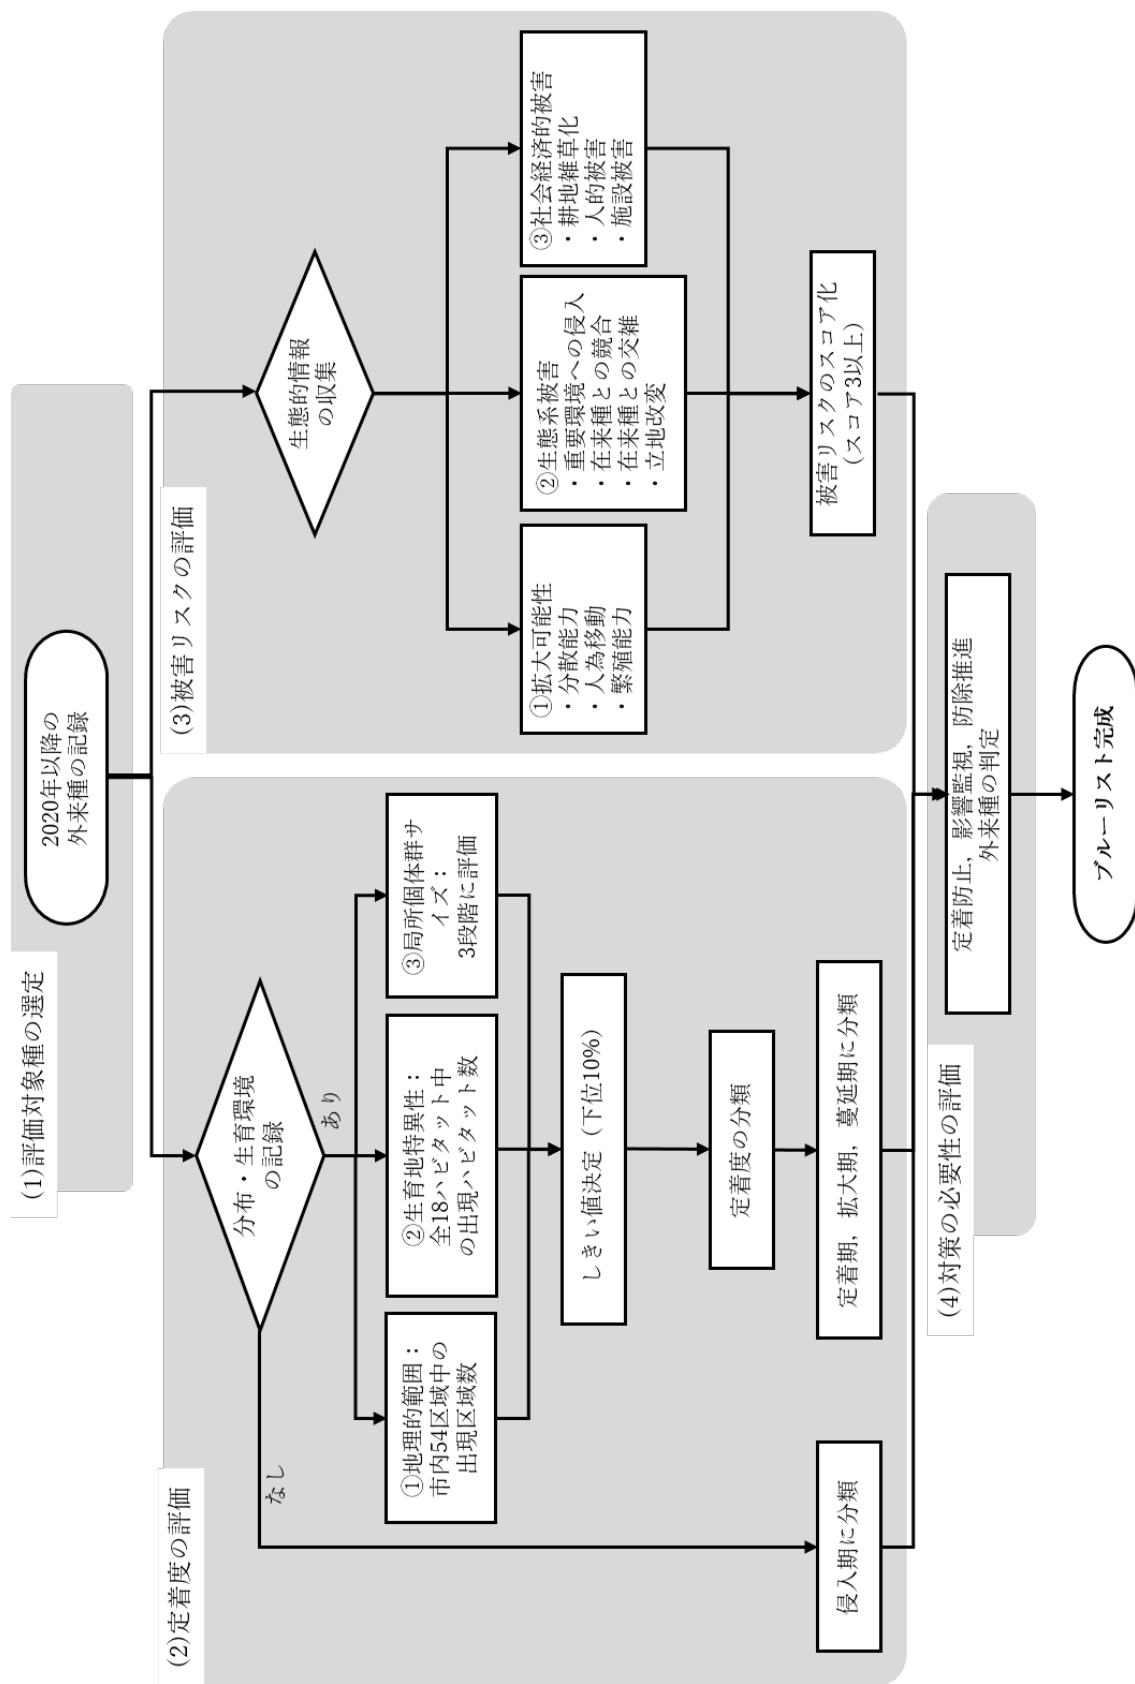 (1)評価対象種の選定
2020年以降の
外来種の記録
(2)定着度の評価
分布・生育環境
の記録
なし
あり
①地理的範囲：
市内54区域中の
出現区域数
②生育地特異性：
全18ハビタット中
の出現ハビタット数
③局所個体群サ
イズ：
3段階に評価
しきい値決定（下位10%）
定着度の分類
侵入期に分類
定着期，拡大期，蔓延期に分類
(3)被害リスクの評価
生態的情報
の収集
①拡大可能性
・分散能力
・人為移動
・繁殖能力
②生態系被害
・重要環境への侵入
・在来種との競合
・在来種との交雑
・立地改変
③社会経済的被害
・耕地雑草化
・人的被害
・施設被害
被害リスクのスコア化
(スコア3以上)
(4)対策の必要性の評価
定着防止，影響監視，防除推進
外来種の判定
ブルーリスト完成